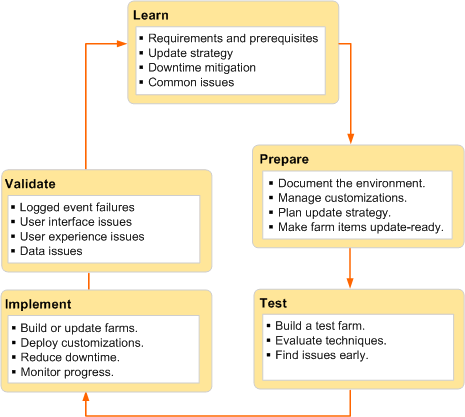 Learn
▪ Requirements and prerequisites
▪ Update strategy
▪ Downtime mitigation
▪ Common issues
Prepare
▪ Document the environment.
▪ Manage customizations.
▪ Plan update strategy.
▪ Make farm items update-ready.
Test
▪ Build a test farm.
▪ Evaluate techniques.
▪ Find issues early.
Implement
▪ Build or update farms.
▪ Deploy customizations.
▪ Reduce downtime.
▪ Monitor progress.
Validate
▪ Logged event failures
▪ User interface issues
▪ User experience issues
▪ Data issues